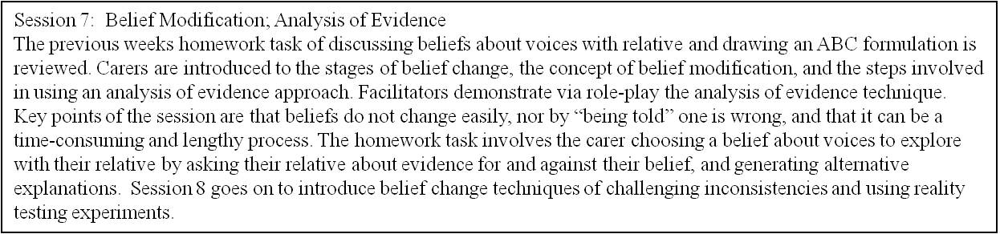 Session 7:  Belief Modification; Analysis of Evidence
The previous weeks homework task of discussing beliefs about voices with relative and drawing an ABC formulation is
reviewed. Carers are introduced to the stages of belief change, the concept of belief modification, and the steps involved
in using an analysis of evidence approach. Facilitators demonstrate via role-play the analysis of evidence technique.
Key points of the session are that beliefs do not change easily, nor by “being told” one is wrong, and that it can be a
time-consuming and lengthy process. The homework task involves the carer choosing a belief about voices to explore
with their relative by asking their relative about evidence for and against their belief, and generating alternative
explanations.  Session 8 goes on to introduce belief change techniques of challenging inconsistencies and using reality
testing experiments.